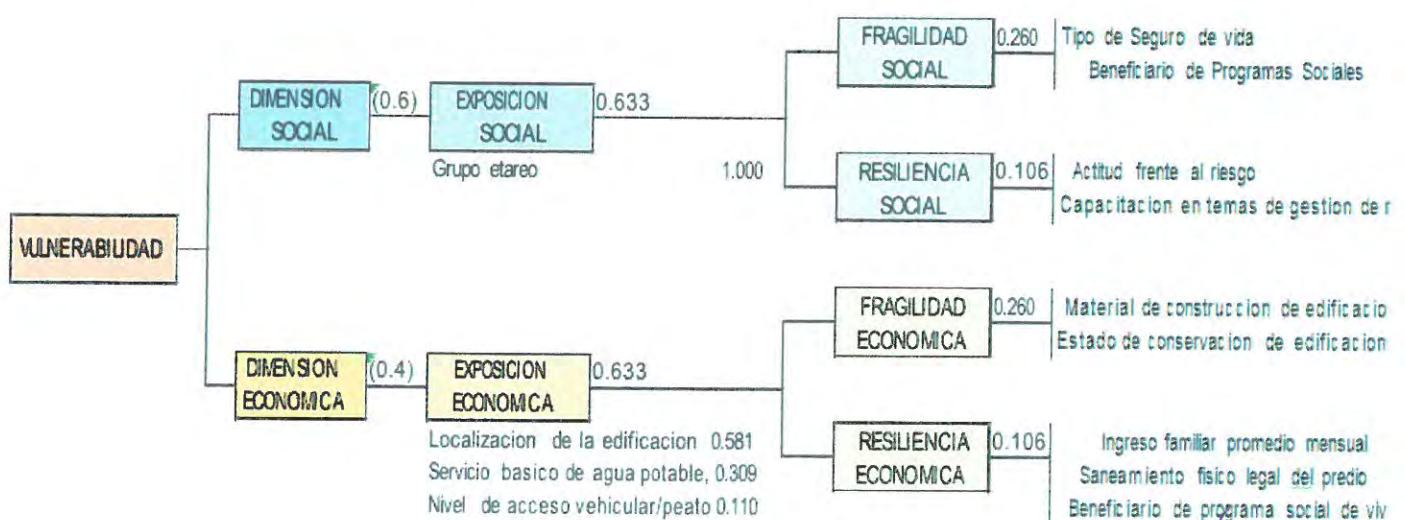 VULNERABILIDAD
DIMENSION
SOCIAL
(0.6)
EXPOSICION
SOCIAL
0.633
Grupo etareo 1.000
FRAGILIDAD
SOCIAL
0.260
Tipo de Seguro de vida
Beneficiario de Programas Sociales
RESILIENCIA
SOCIAL
0.106
Actitud frente al riesgo
Capacitacion en temas de gestion de r
DIMENSION
ECONOMICA
(0.4)
EXPOSICION
ECONOMICA
0.633
Localizacion de la edificacion 0.581
Servicio basico de agua potable, 0.309
Nivel de acceso vehicular/peato 0.110
FRAGILIDAD
ECONOMICA
0.260
Material de construccion de edificacio
Estado de conservacion de edificacion
RESILIENCIA
ECONOMICA
0.106
Ingreso familiar promedio mensual
Saneamiento fisico legal del predio
Beneficiario de programa social de viv